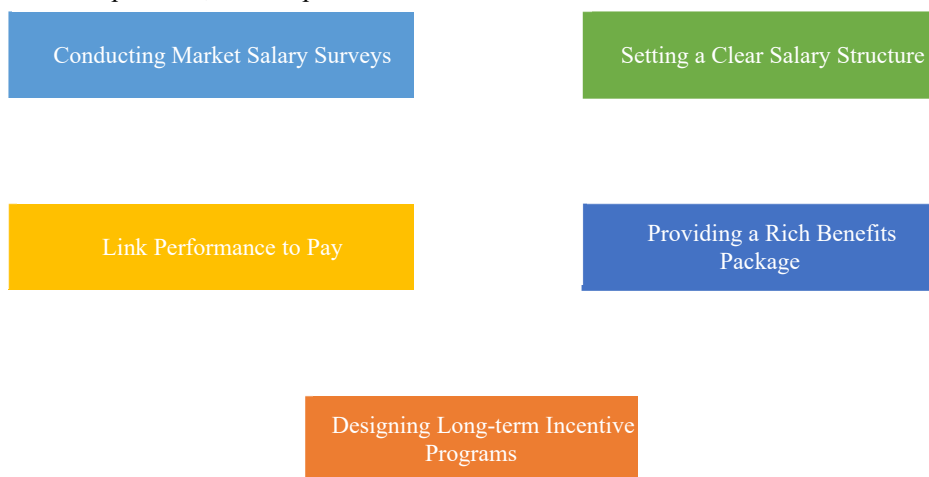 Conducting Market Salary Surveys
Setting a Clear Salary Structure
Link Performance to Pay
Providing a Rich Benefits
Package
Designing Long-term Incentive
Programs